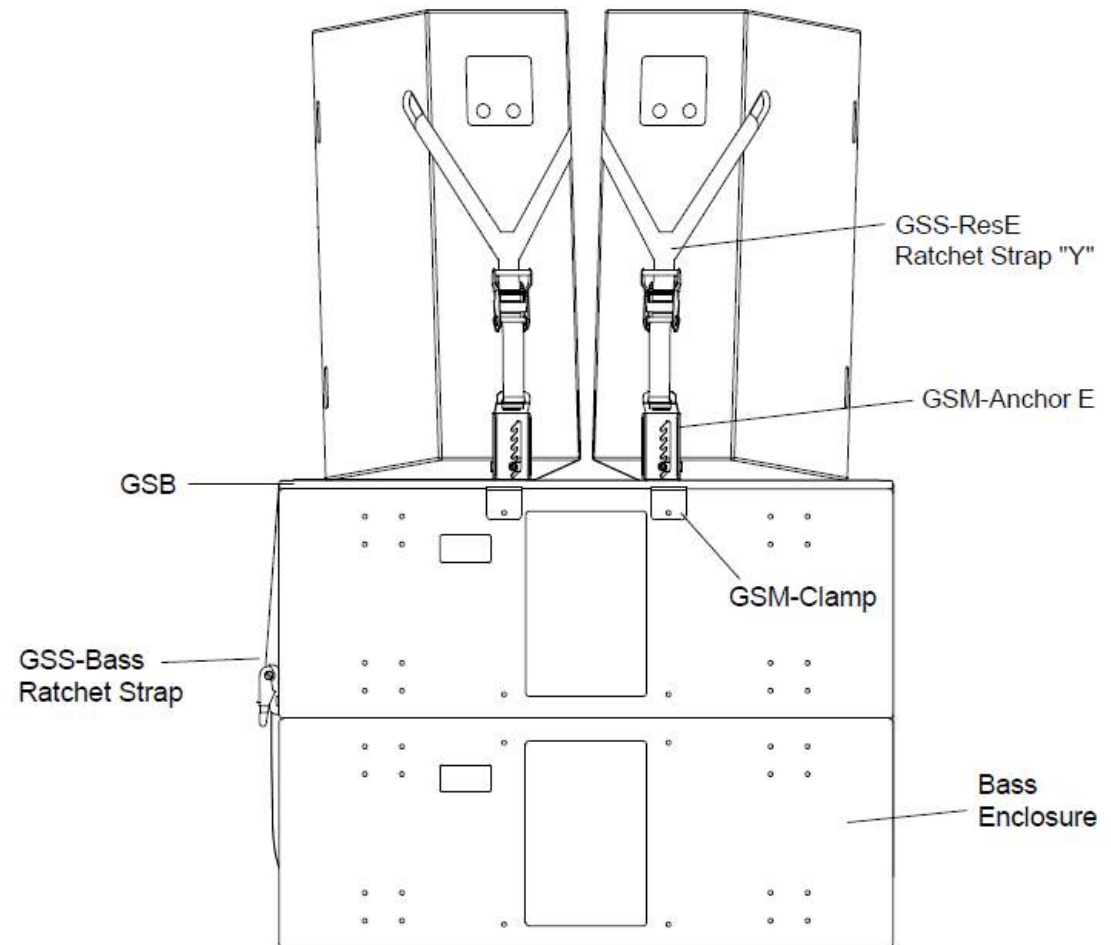 GSS-ResE
Ratchet Strap "Y"
GSM-Anchor E
GSB
GSM-Clamp
GSS-Bass
Ratchet Strap
Bass
Enclosure